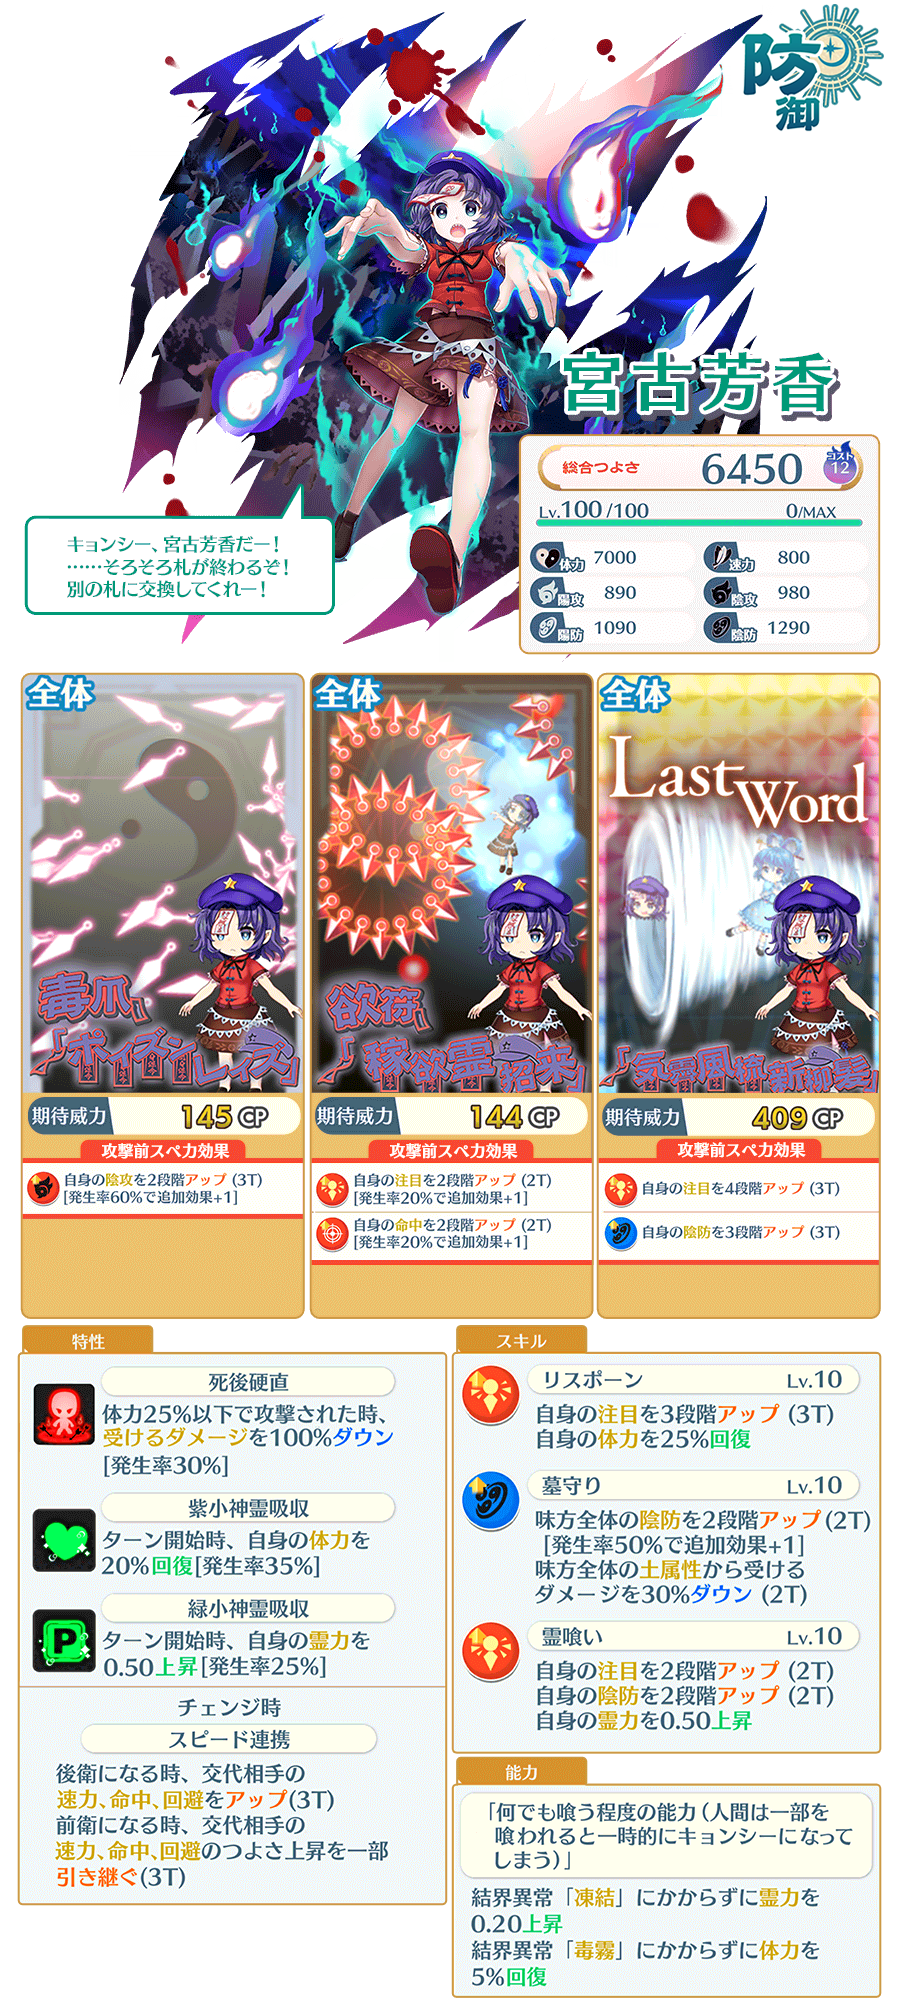 防御
宮古芳香
総合つよさ 6450 コスト 12
Lv.100 /100 0/MAX
体力 7000 速力 800
陽攻 890 陰攻 980
陽防 1090 陰防 1290
キョンシー、宮古芳香だー!
……そろそろ札が終わるぞ!
別の札に交換してくれー!
全体
毒爪
「ポイズンレイズ」
期待威力 145 CP
攻撃前スペカ効果
自身の陰攻を2段階アップ (3T)
[発生率60%で追加効果+1]
全体
欲符
「稼欲霊招来」
期待威力 144 CP
攻撃前スペカ効果
自身の注目を2段階アップ (2T)
[発生率20%で追加効果+1]
自身の命中を2段階アップ (2T)
[発生率20%で追加効果+1]
全体
Last Word
「気霽風梳新柳髪」
期待威力 409 CP
攻撃前スペカ効果
自身の注目を4段階アップ (3T)
自身の陰防を3段階アップ (3T)
特性
死後硬直
体力25%以下で攻撃された時、
受けるダメージを100%ダウン
[発生率30%]
紫小神霊吸収
ターン開始時、自身の体力を
20%回復[発生率35%]
緑小神霊吸収
P
ターン開始時、自身の霊力を
0.50上昇[発生率25%]
チェンジ時
スピード連携
後衛になる時、交代相手の
速力、命中、回避をアップ(3T)
前衛になる時、交代相手の
速力、命中、回避のつよさ上昇を一部
引き継ぐ(3T)
スキル
リスポーン Lv.10
自身の注目を3段階アップ (3T)
自身の体力を25%回復
墓守り Lv.10
味方全体の陰防を2段階アップ(2T)
[発生率50%で追加効果+1]
味方全体の土属性から受ける
ダメージを30%ダウン (2T)
霊喰い Lv.10
自身の注目を2段階アップ (2T)
自身の陰防を2段階アップ (2T)
自身の霊力を0.50上昇
能力
「何でも喰う程度の能力(人間は一部を
喰われると一時的にキョンシーになって
しまう)」
結界異常「凍結」にかからずに霊力を
0.20上昇
結界異常「毒霧」にかからずに体力を
5%回復